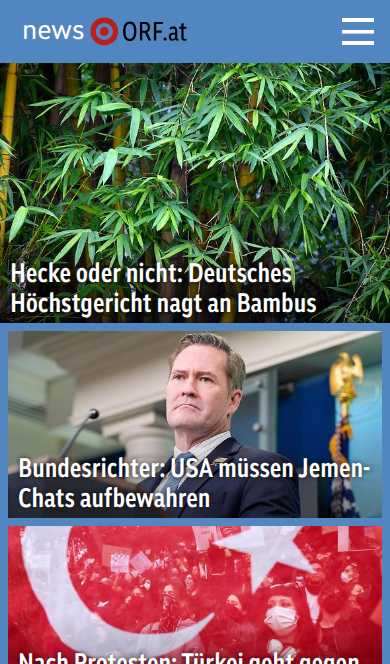 news ORF.at
Hecke oder nicht: Deutsches
Höchstgericht nagt an Bambus
Bundesrichter: USA müssen Jemen-
Chats aufbewahren
Nach Protesten: Türkei geht gegen